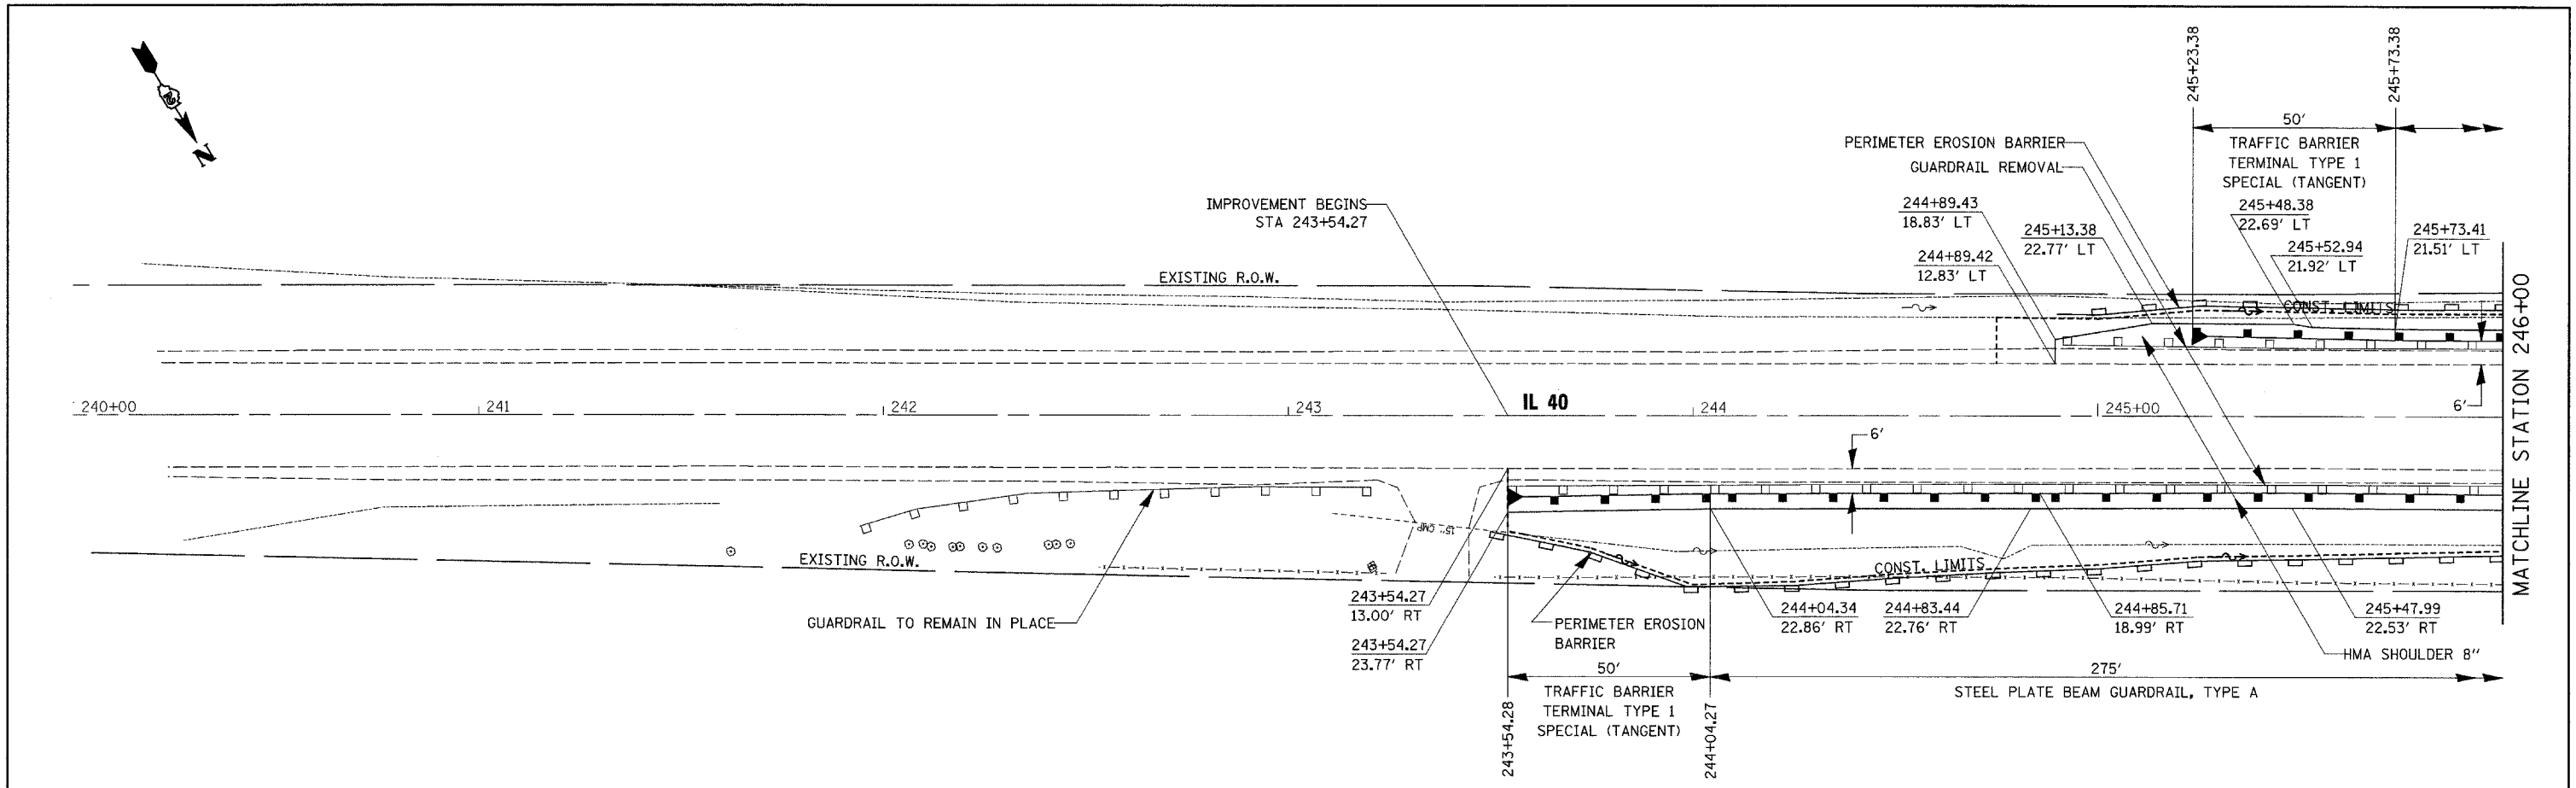 N
IMPROVEMENT BEGINS
STA 243+54.27
PERIMETER EROSION BARRIER
GUARDRAIL REMOVAL
245+23.38
245+73.38
50'
TRAFFIC BARRIER
TERMINAL TYPE 1
SPECIAL (TANGENT)
244+89.43
18.83' LT
244+89.42
12.83' LT
245+13.38
22.77' LT
245+48.38
22.69' LT
245+52.94
21.92' LT
245+73.41
21.51' LT
EXISTING R.O.W.
CONST. LIMITS
MATCHLINE STATION 246+00
240+00
241
242
243
IL 40
244
245+00
6'
6'
15" CMP
EXISTING R.O.W.
CONST. LIMITS
GUARDRAIL TO REMAIN IN PLACE
243+54.27
13.00' RT
243+54.27
23.77' RT
PERIMETER EROSION
BARRIER
244+04.34
22.86' RT
244+83.44
22.76' RT
244+85.71
18.99' RT
245+47.99
22.53' RT
HMA SHOULDER 8"
50'
TRAFFIC BARRIER
TERMINAL TYPE 1
SPECIAL (TANGENT)
275'
STEEL PLATE BEAM GUARDRAIL, TYPE A
243+54.28
244+04.27